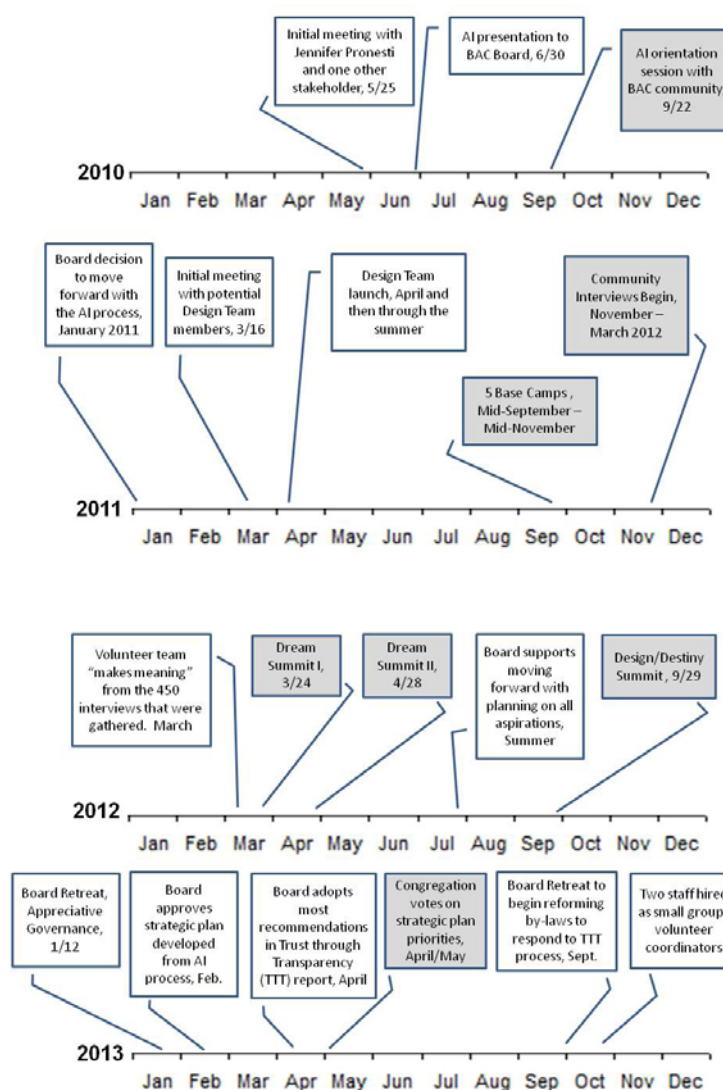 Initial meeting with
Jennifer Pronesti
and one other
stakeholder, 5/25
AI presentation to
BAC Board, 6/30
AI orientation
session with
BAC community,
9/22
2010
Jan Feb Mar Apr May Jun Jul Aug Sep Oct Nov Dec
Board decision
to move
forward with
the AI process,
January 2011
Initial meeting
with potential
Design Team
members, 3/16
Design Team
launch, April and
then through the
summer
Community
Interviews Begin,
November –
March 2012
5 Base Camps ,
Mid-September –
Mid-November
2011
Jan Feb Mar Apr May Jun Jul Aug Sep Oct Nov Dec
Volunteer team
“makes meaning”
from the 450
interviews that were
gathered. March
Dream
Summit I,
3/24
Dream
Summit II,
4/28
Board supports
moving
forward with
planning on all
aspirations,
Summer
Design/Destiny
Summit , 9/29
2012
Jan Feb Mar Apr May Jun Jul Aug Sep Oct Nov Dec
Board Retreat,
Appreciative
Governance,
1/12
Board
approves
strategic plan
developed
from AI
process, Feb.
Board adopts
most
recommendations
in Trust through
Transparency
(TTT) report, April
Congregation
votes on
strategic plan
priorities,
April/May
Board Retreat to
begin reforming
by-laws to
respond to TTT
process, Sept.
Two staff hired
as small group/
volunteer
coordinators
2013
Jan Feb Mar Apr May Jun Jul Aug Sep Oct Nov Dec